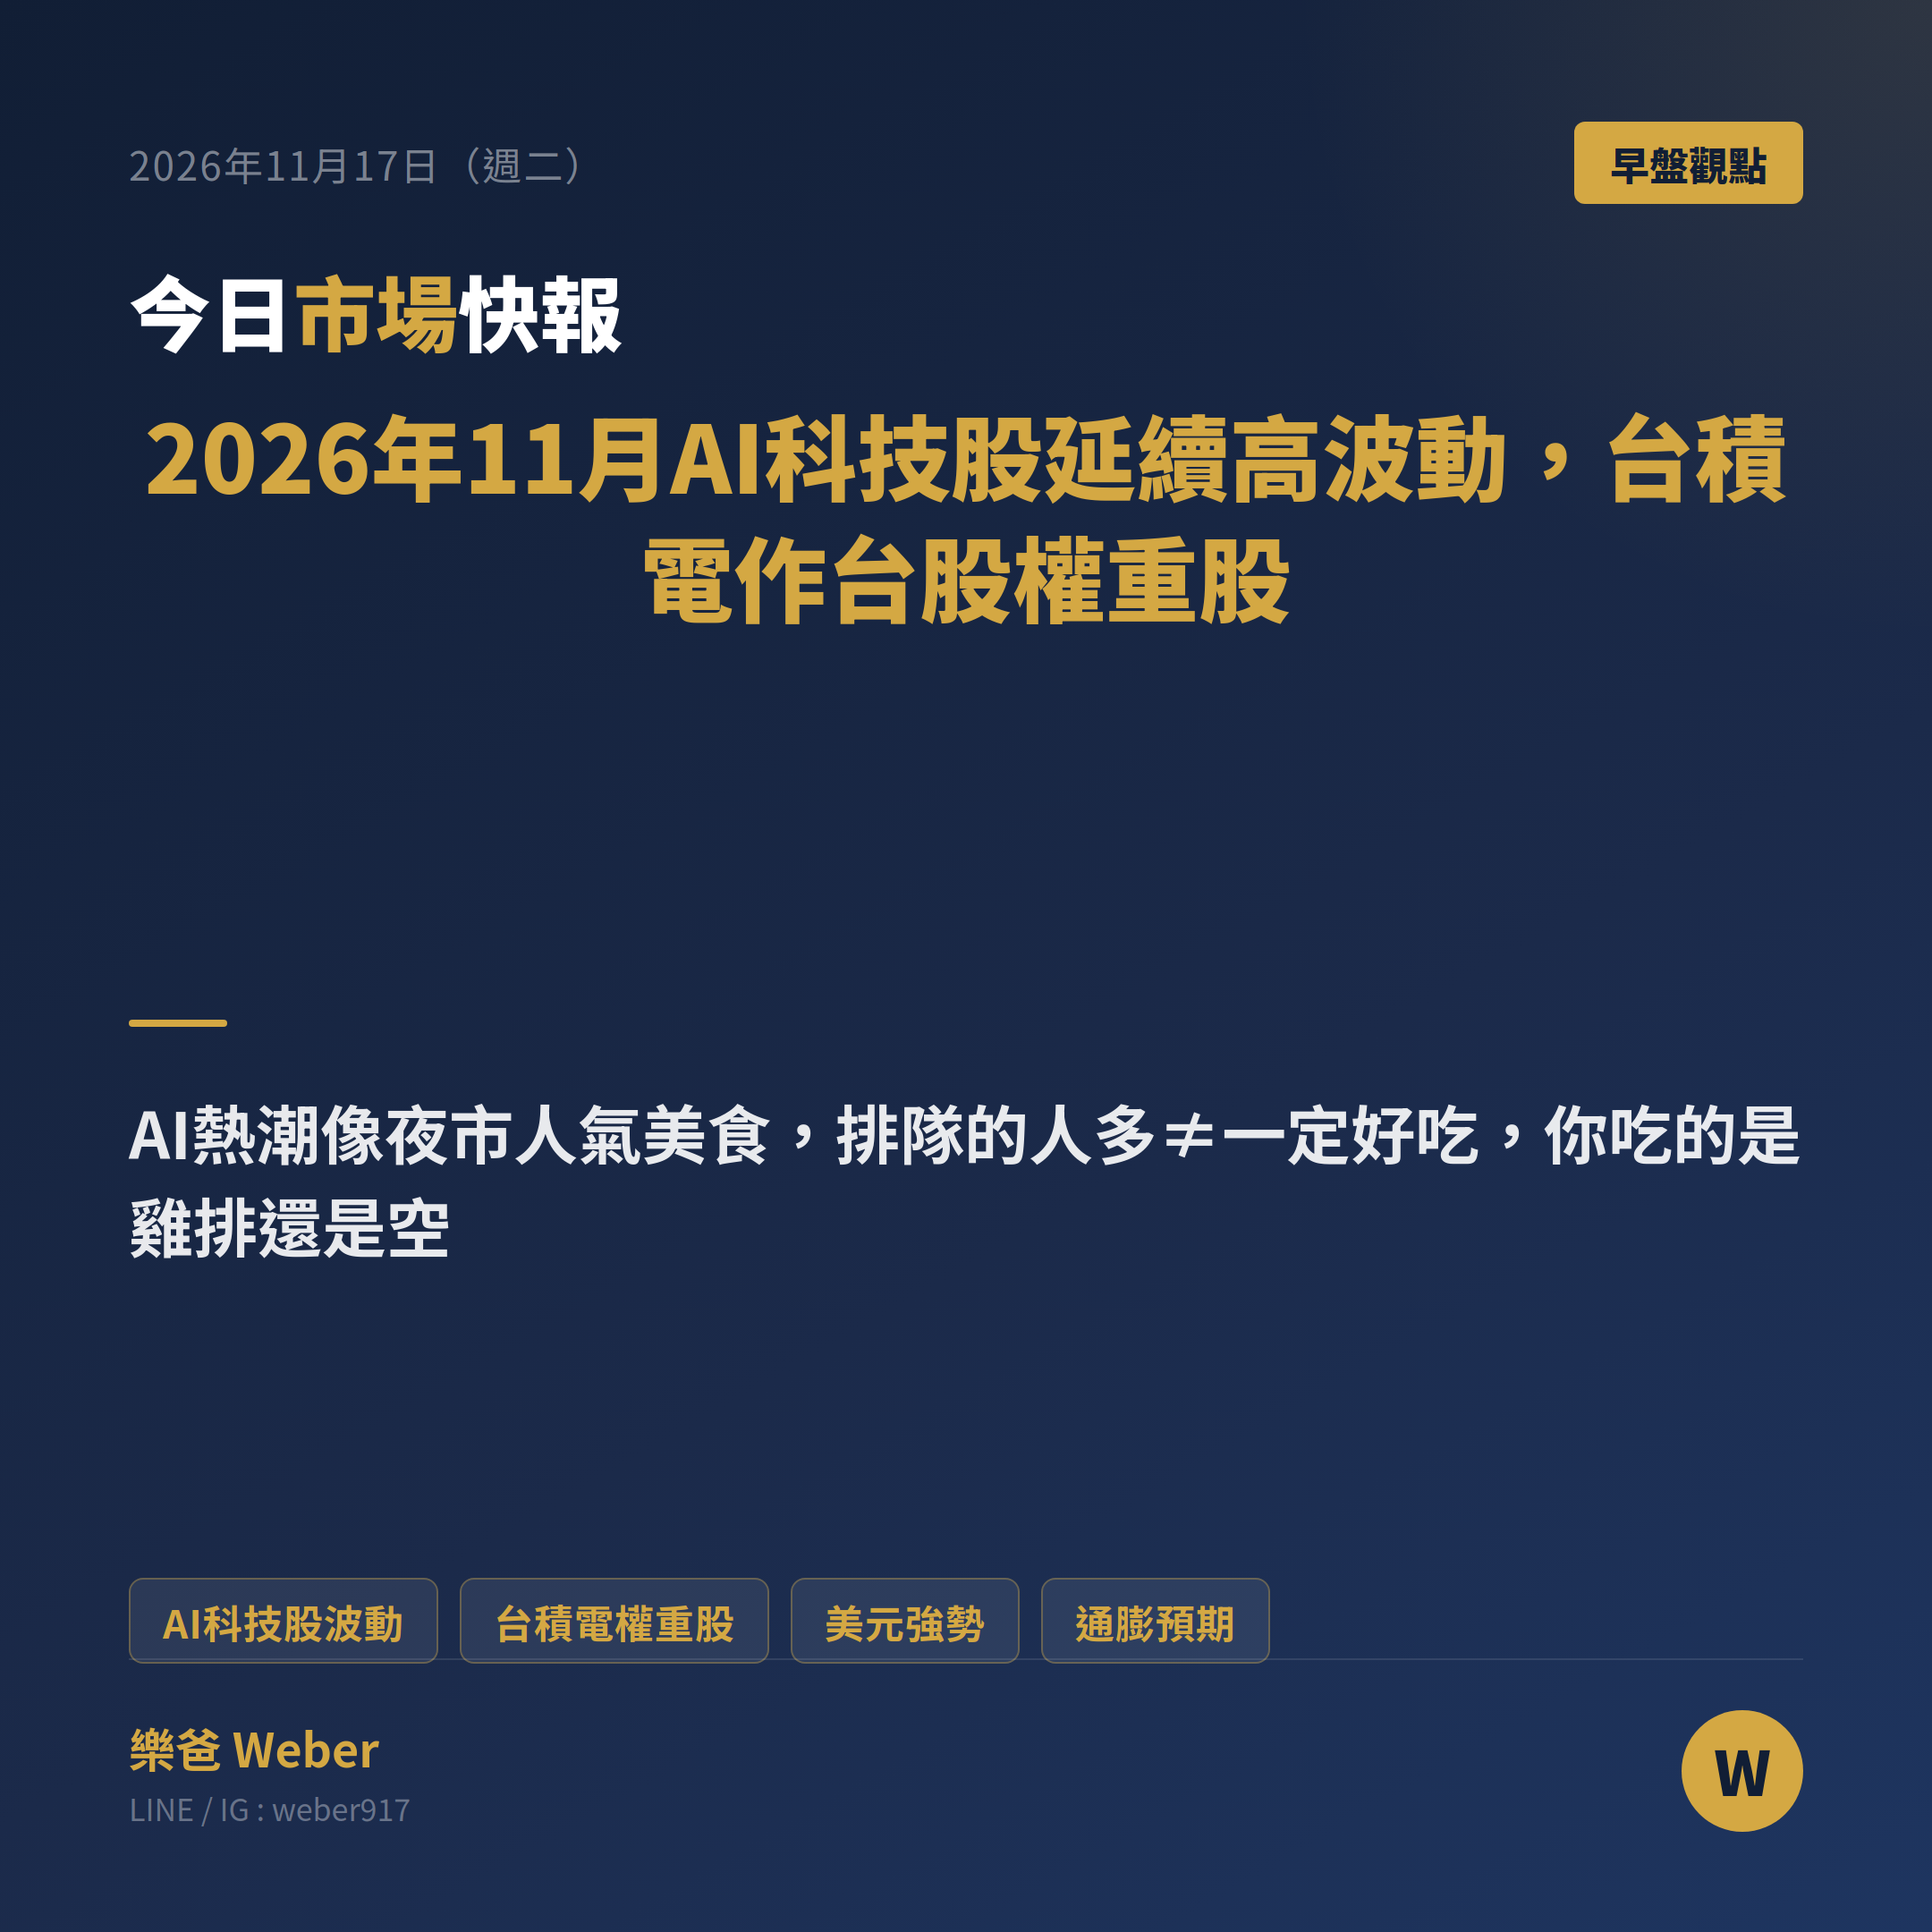 2026年11月17日（週二）
早盤觀點
今日市場快報
2026年11月AI科技股延續高波動，台積
電作台股權重股
AI熱潮像夜市人氣美食，排隊的人多≠一定好吃，你吃的是
雞排還是空
AI科技股波動
台積電權重股
美元強勢
通膨預期
樂爸 Weber
LINE / IG : weber917
W